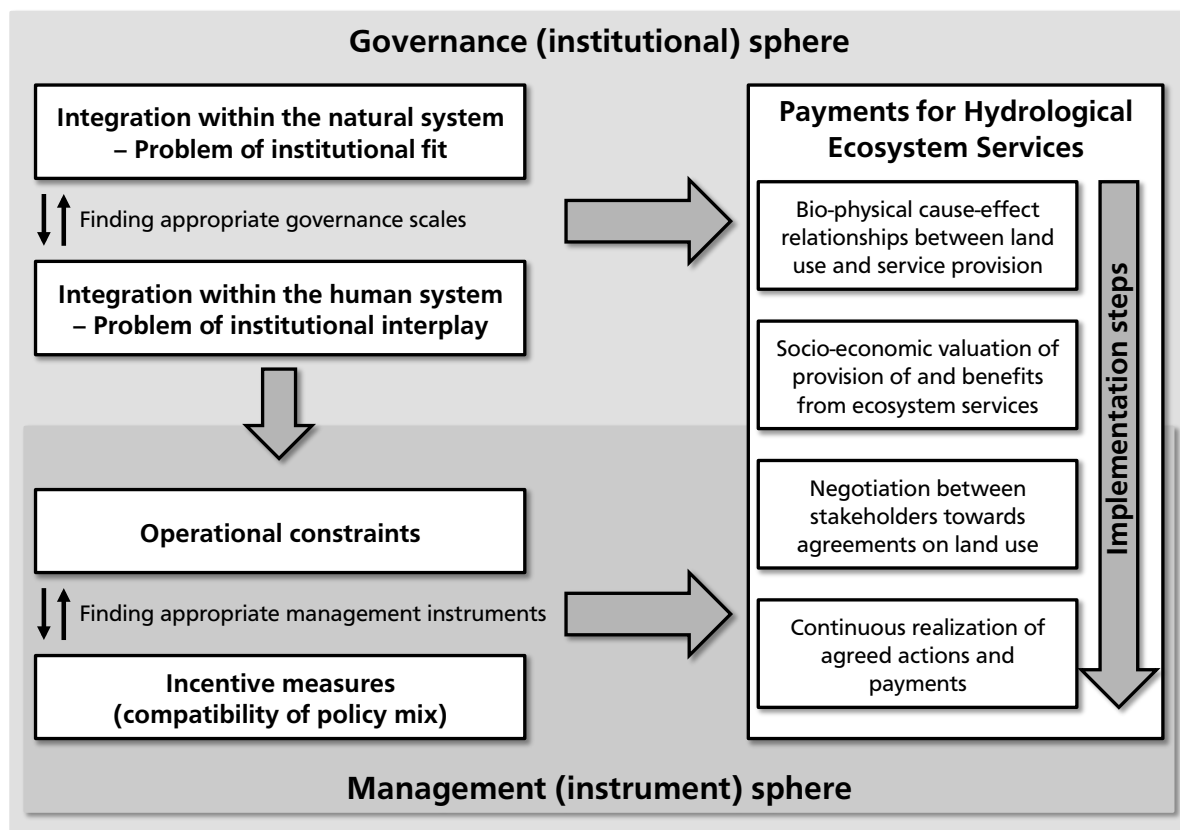 Governance (institutional) sphere
Integration within the natural system
– Problem of institutional fit
Finding appropriate governance scales
Integration within the human system
– Problem of institutional interplay
Operational constraints
Finding appropriate management instruments
Incentive measures
(compatibility of policy mix)
Payments for Hydrological
Ecosystem Services
Bio-physical cause-effect
relationships between land
use and service provision
Socio-economic valuation of
provision of and benefits
from ecosystem services
Negotiation between
stakeholders towards
agreements on land use
Continuous realization of
agreed actions and
payments
Implementation steps
Management (instrument) sphere